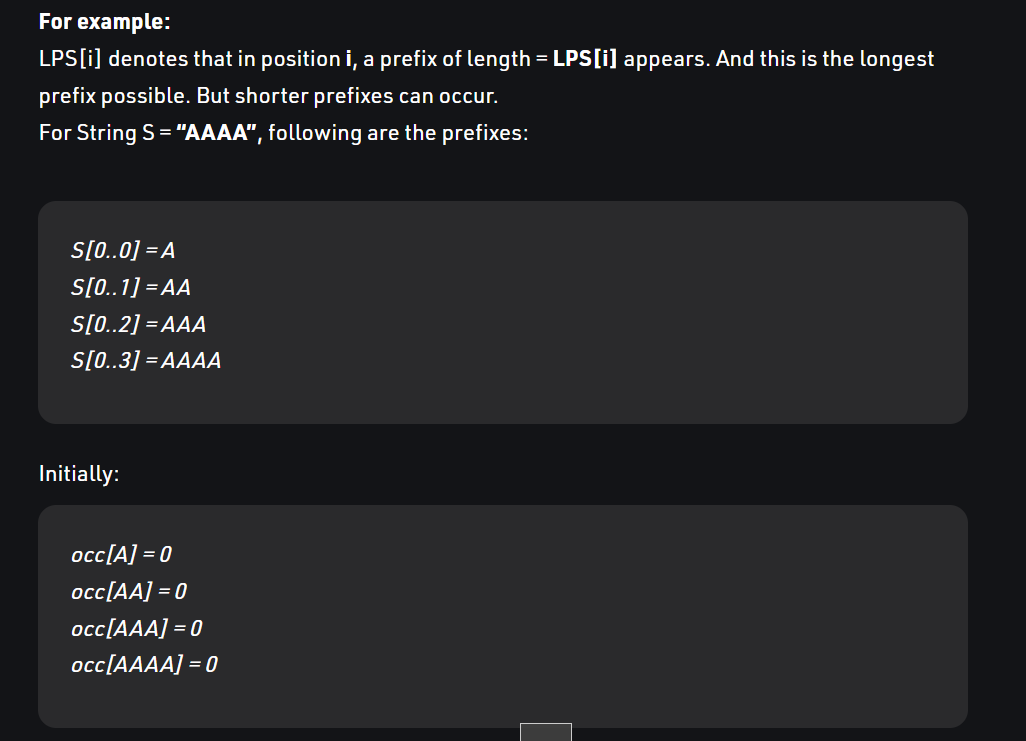 For example:
LPS[i] denotes that in position i, a prefix of length = LPS[i] appears. And this is the longest
prefix possible. But shorter prefixes can occur.
For String S = “AAAA”, following are the prefixes:
S[0..0] = A
S[0..1] = AA
S[0..2] = AAA
S[0..3] = AAAA
Initially:
occ[A] = 0
occ[AA] = 0
occ[AAA] = 0
occ[AAAA] = 0